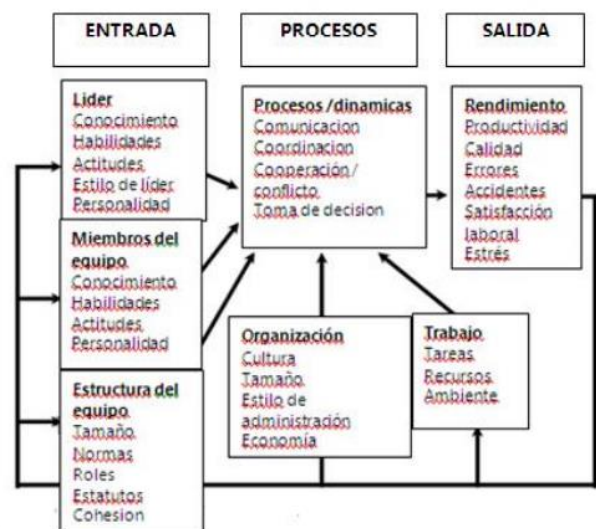 ENTRADA
PROCESOS
SALIDA
Lider
Conocimiento
Habilidades
Actitudes
Estilo de líder
Personalidad
Miembros del
equipo
Conocimiento
Habilidades
Actitudes
Personalidad
Estructura del
equipo
Tamaño
Normas
Roles
Estatutos
Cohesion
Procesos /dinamicas
Comunicacion
Coordinacion
Cooperación /
conflicto
Toma de decision
Organización
Cultura
Tamaño
Estilo de
administración
Economía
Trabajo
Tareas
Recursos
Ambiente
Rendimiento
Productividad
Calidad
Errores
Accidentes
Satisfacción
laboral
Estrés